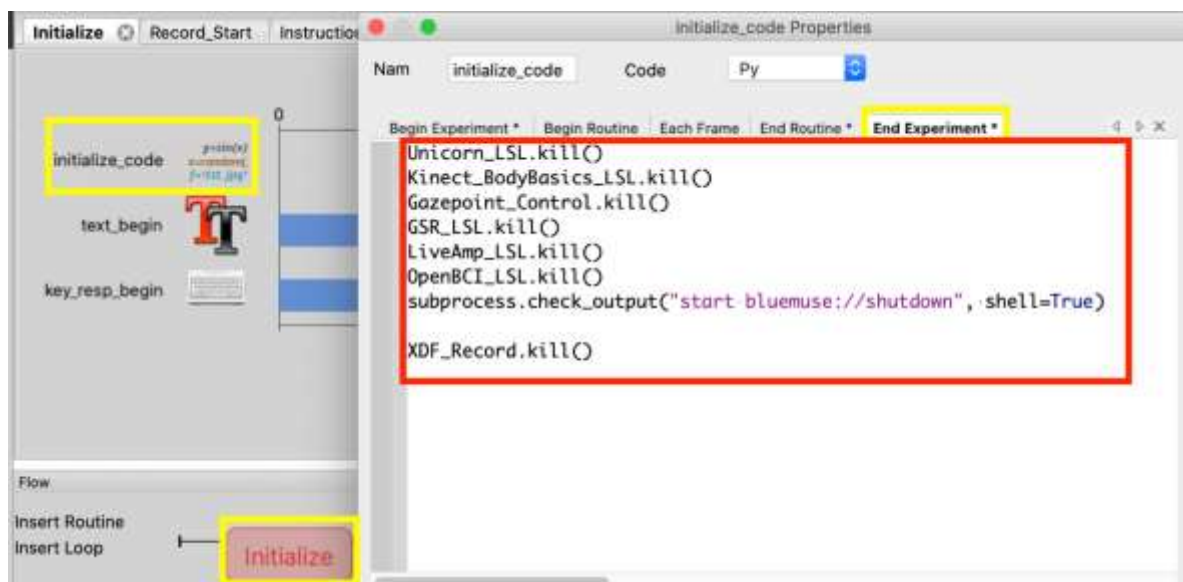 Initialize Record_Start Instruction
0
initialize_code
text_begin
key_resp_begin
Flow
Insert Routine
Insert Loop
Initialize
Initialize_code Properties
Nam initialize_code Code Py
Begin Experiment * Begin Routine Each Frame End Routine * End Experiment *
Unicorn_LSL.kill()
Kinect_BodyBasics_LSL.kill()
Gazepoint_Control.kill()
GSR_LSL.kill()
LiveAmp_LSL.kill()
OpenBCI_LSL.kill()
subprocess.check_output("start bluemuse://shutdown", shell=True)
XDF_Record.kill()